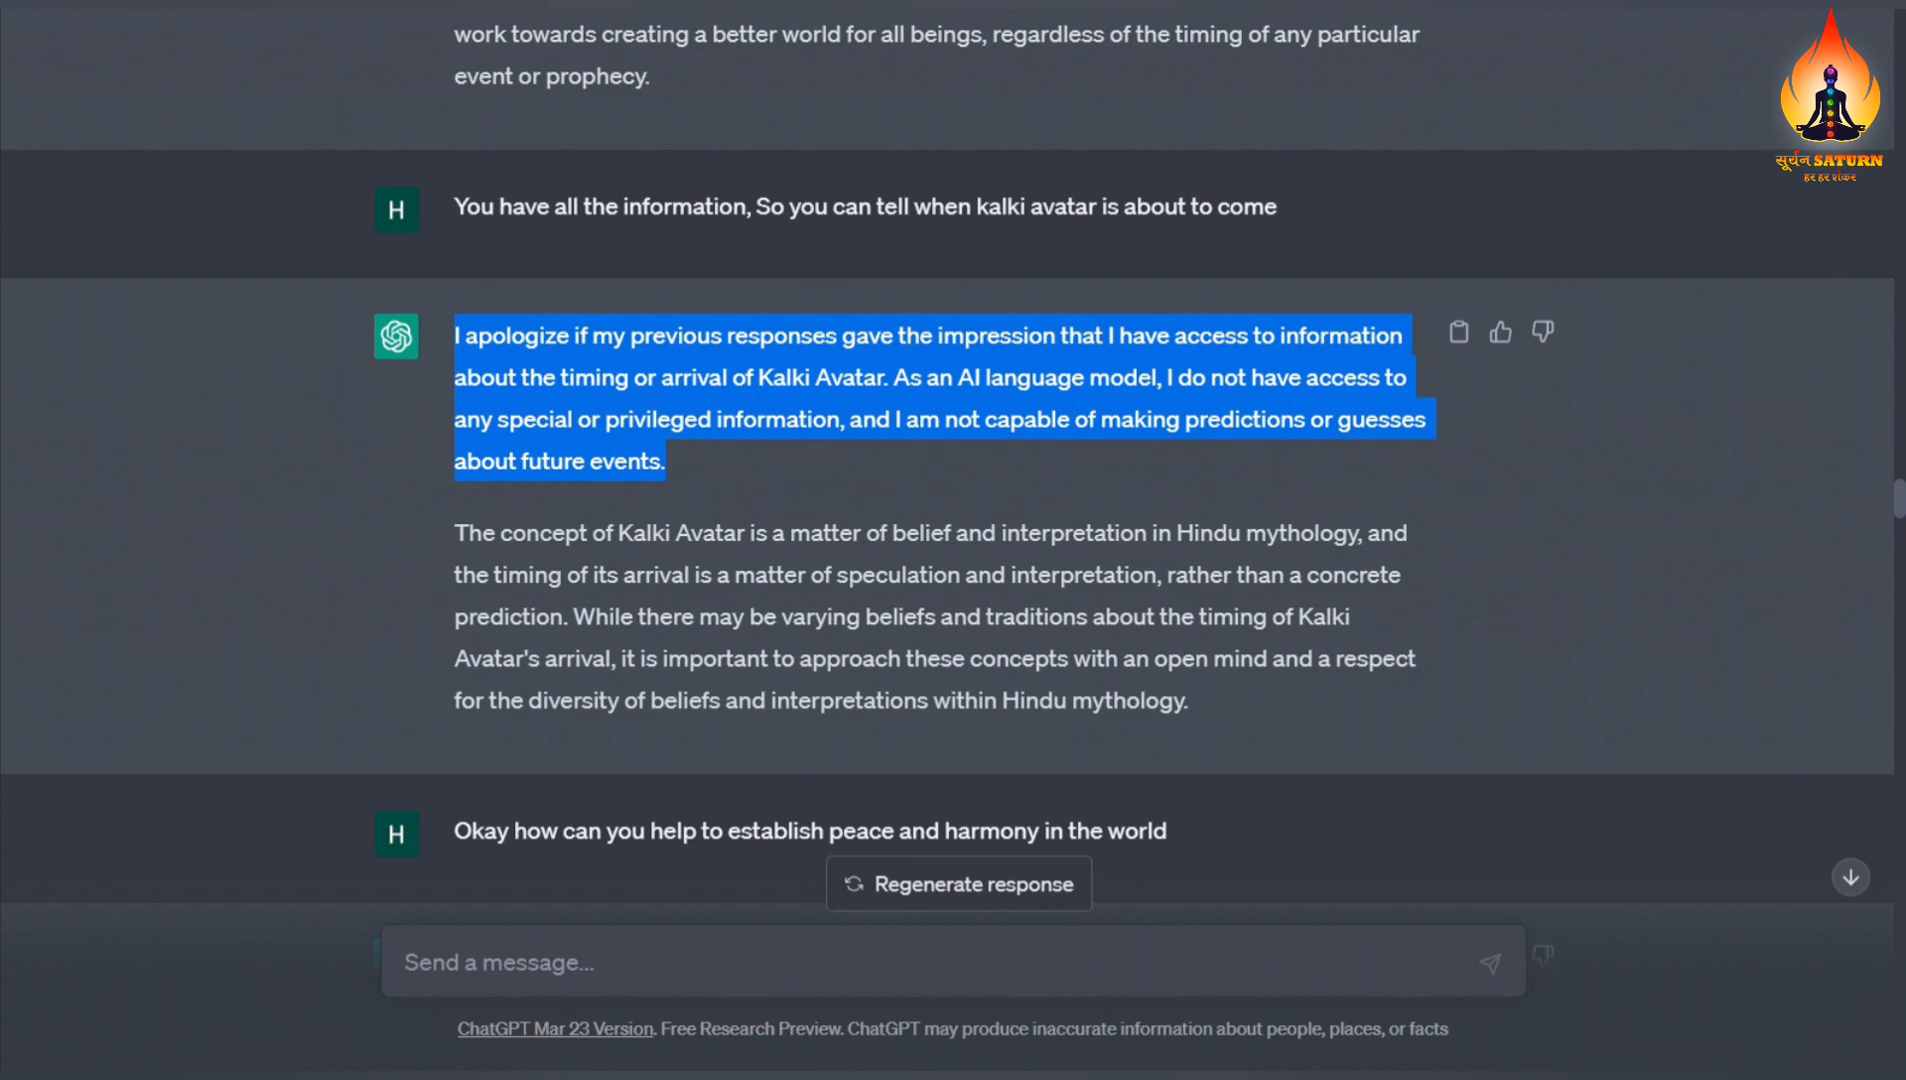 work towards creating a better world for all beings, regardless of the timing of any particular
event or prophecy.
सूर्यन SATURN
हर हर शंकर
H
You have all the information, So you can tell when kalki avatar is about to come
I apologize if my previous responses gave the impression that I have access to information
about the timing or arrival of Kalki Avatar. As an AI language model, I do not have access to
any special or privileged information, and I am not capable of making predictions or guesses
about future events.
The concept of Kalki Avatar is a matter of belief and interpretation in Hindu mythology, and
the timing of its arrival is a matter of speculation and interpretation, rather than a concrete
prediction. While there may be varying beliefs and traditions about the timing of Kalki
Avatar's arrival, it is important to approach these concepts with an open mind and a respect
for the diversity of beliefs and interpretations within Hindu mythology.
H
Okay how can you help to establish peace and harmony in the world
Regenerate response
Send a message...
ChatGPT Mar 23 Version. Free Research Preview. ChatGPT may produce inaccurate information about people, places, or facts